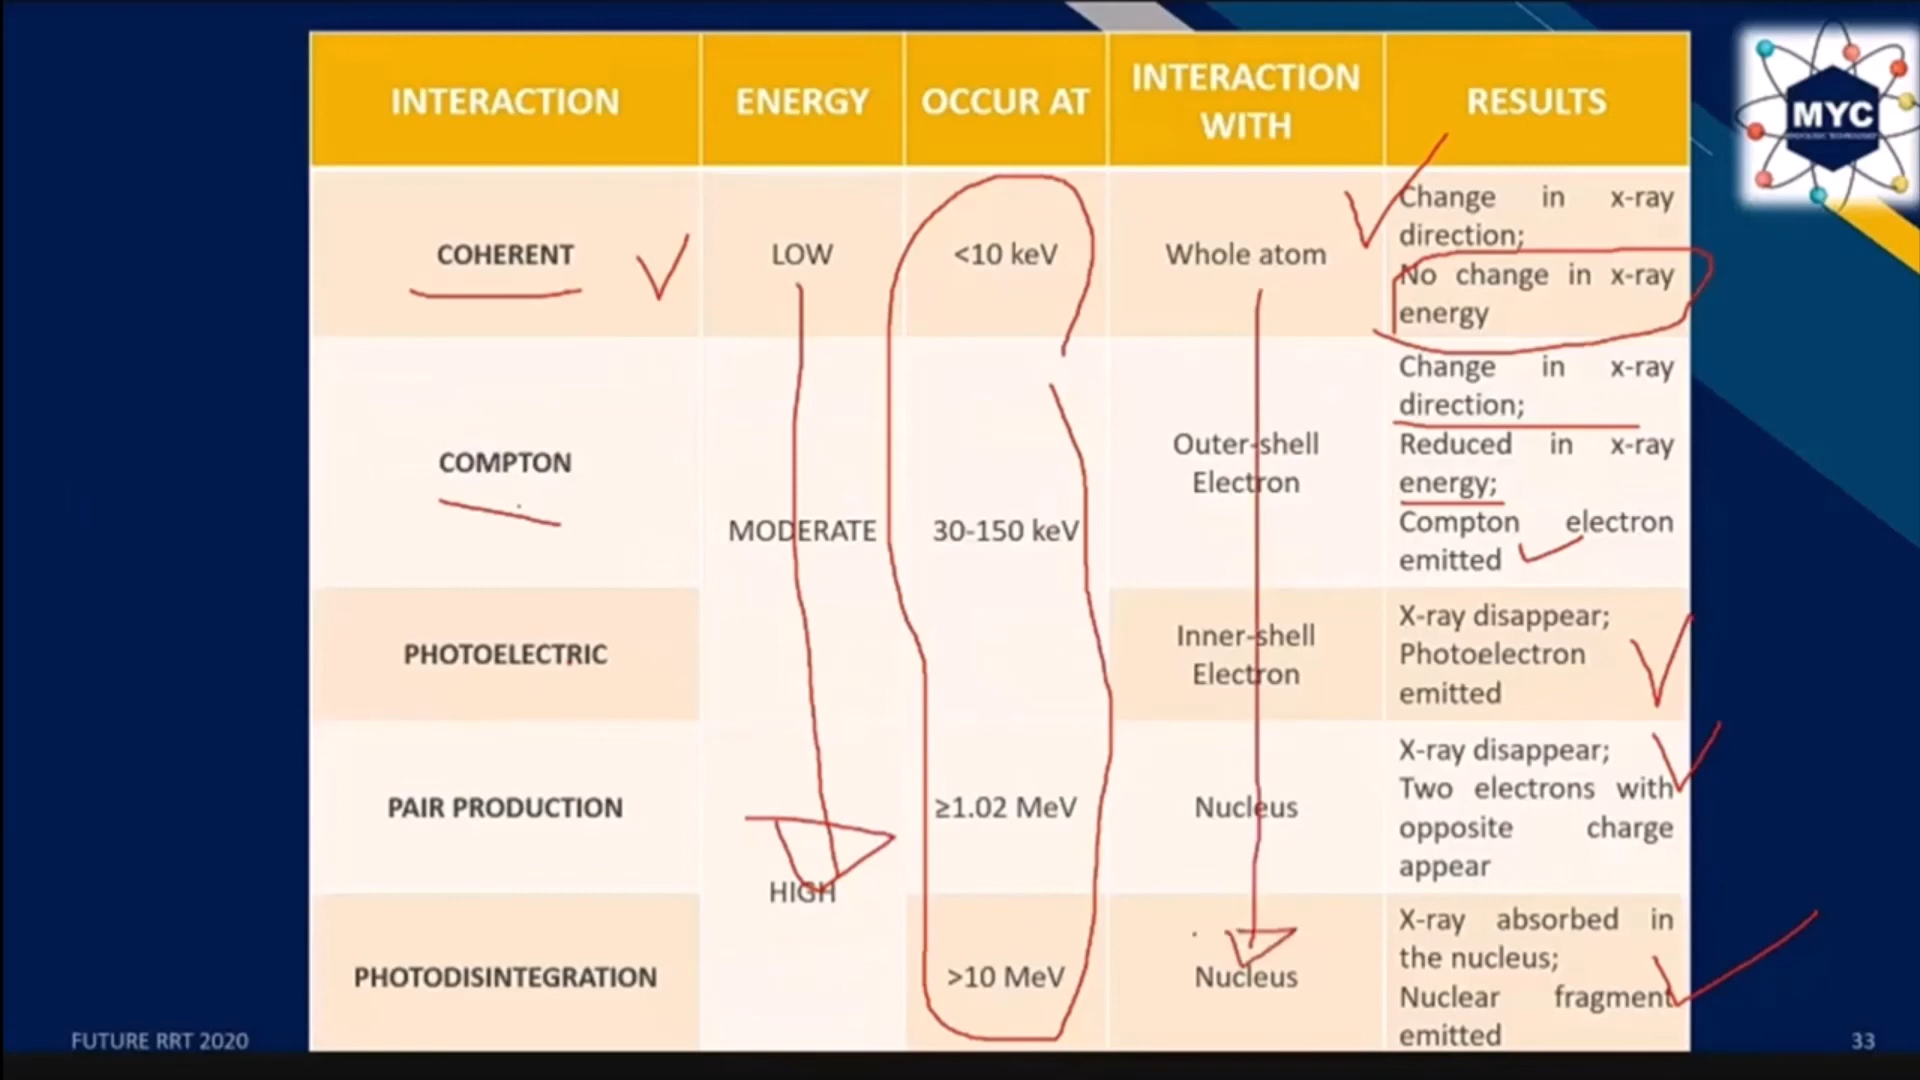 INTERACTION
ENERGY
OCCUR AT
INTERACTION
WITH
RESULTS
MYC
COHERENT
LOW
<10 keV
Whole atom
Change in x-ray
direction;
No change in x-ray
energy
COMPTON
MODERATE
30-150 keV
Outer-shell
Electron
Change in x-ray
direction;
Reduced in x-ray
energy;
Compton electron
emitted
PHOTOELECTRIC
Inner-shell
Electron
X-ray disappear;
Photoelectron
emitted
PAIR PRODUCTION
HIGH
≥1.02 MeV
Nucleus
X-ray disappear;
Two electrons with
opposite charge
appear
PHOTODISINTEGRATION
>10 MeV
Nucleus
X-ray absorbed in
the nucleus;
Nuclear fragment
emitted
FUTURE RRT 2020
33